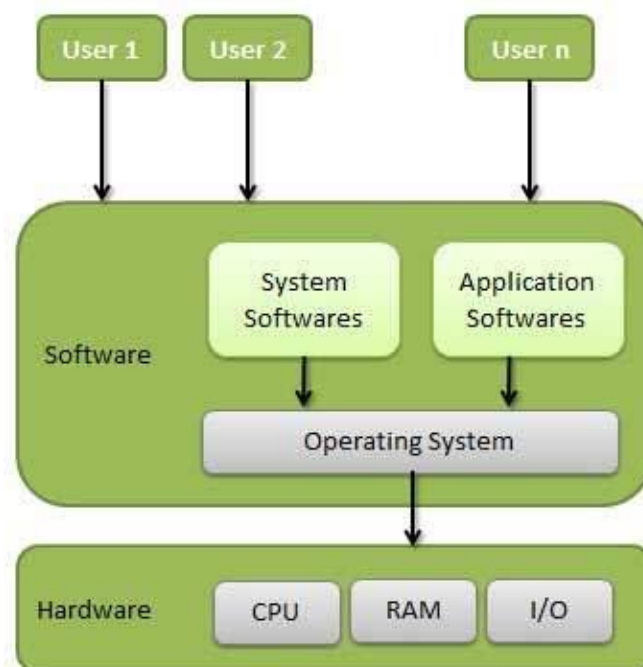 User 1
User 2
User n
System
Softwares
Application
Softwares
Software
Operating System
Hardware
CPU
RAM
I/O